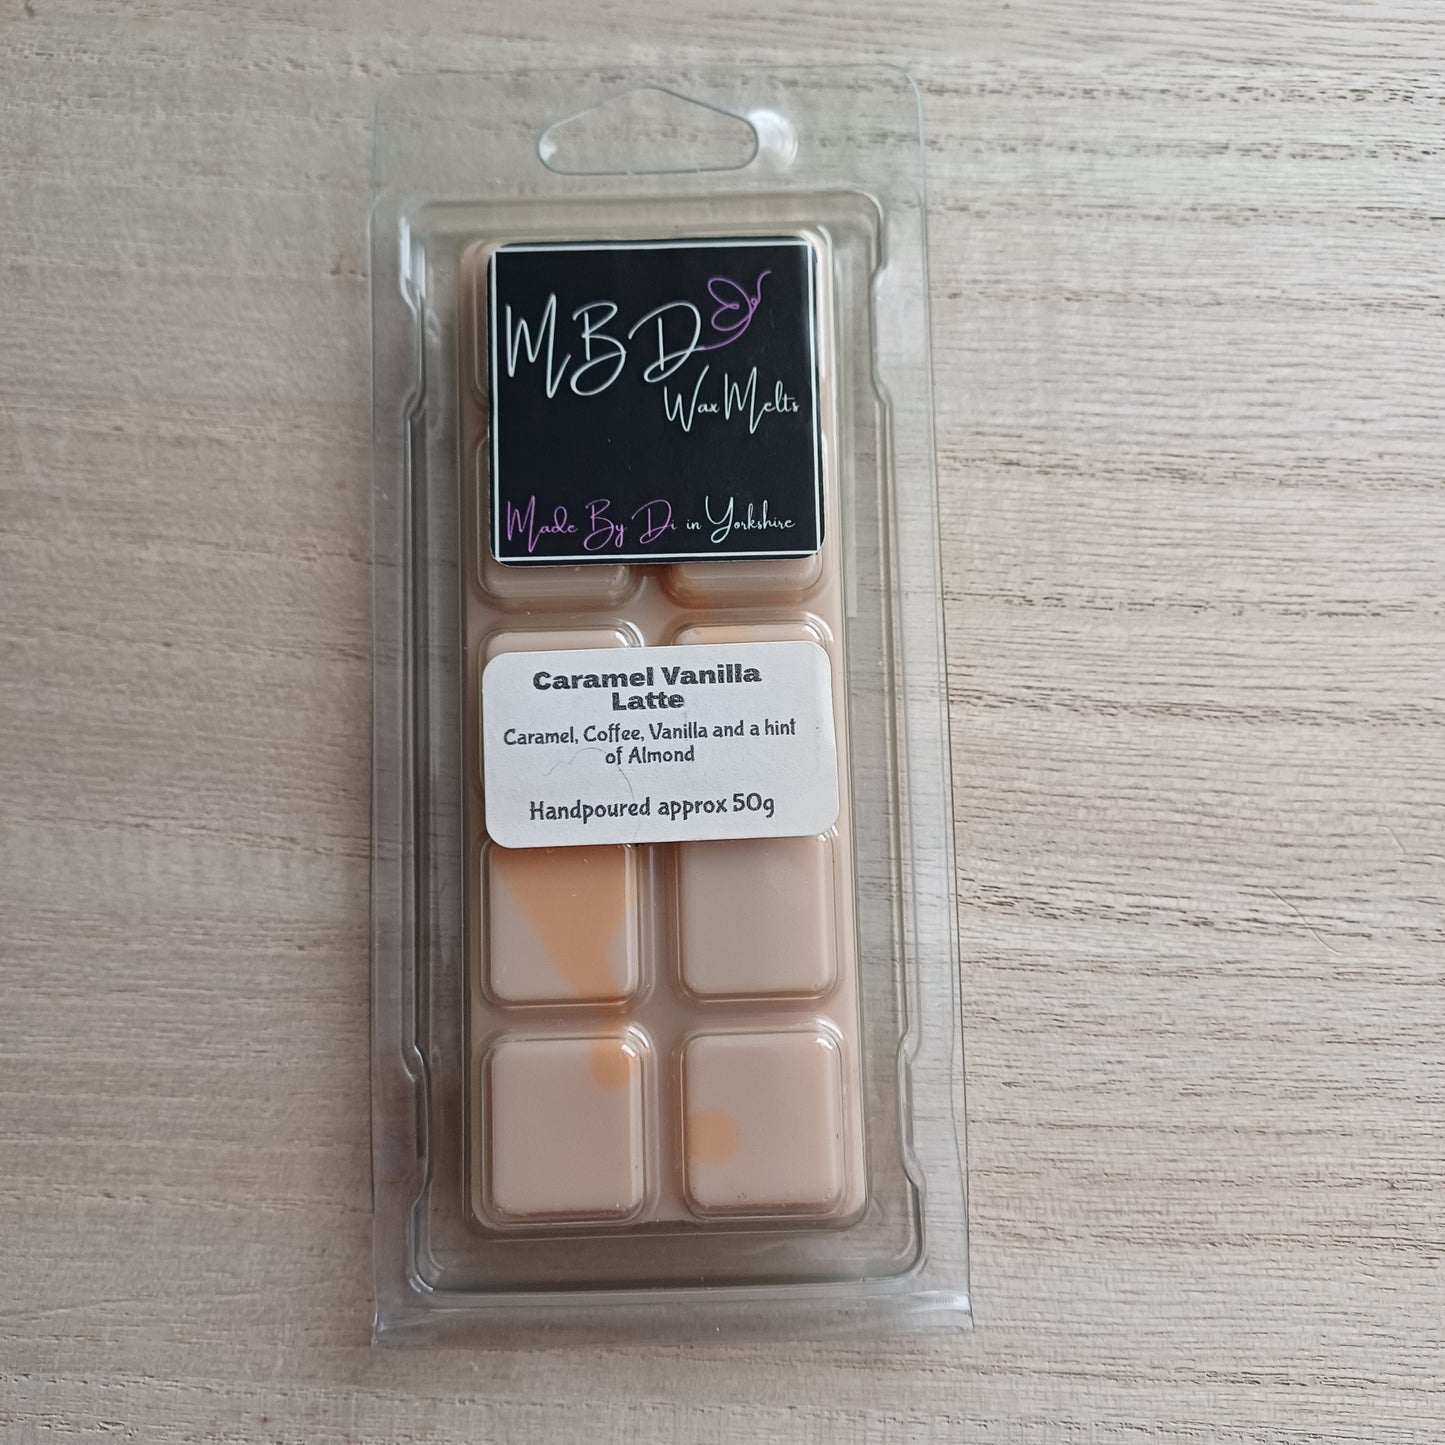 MBD
Wax Melts
Made By Di in Yorkshire
Caramel Vanilla
Latte
Caramel, Coffee, Vanilla and a hint
of Almond
Handpoured approx 50g